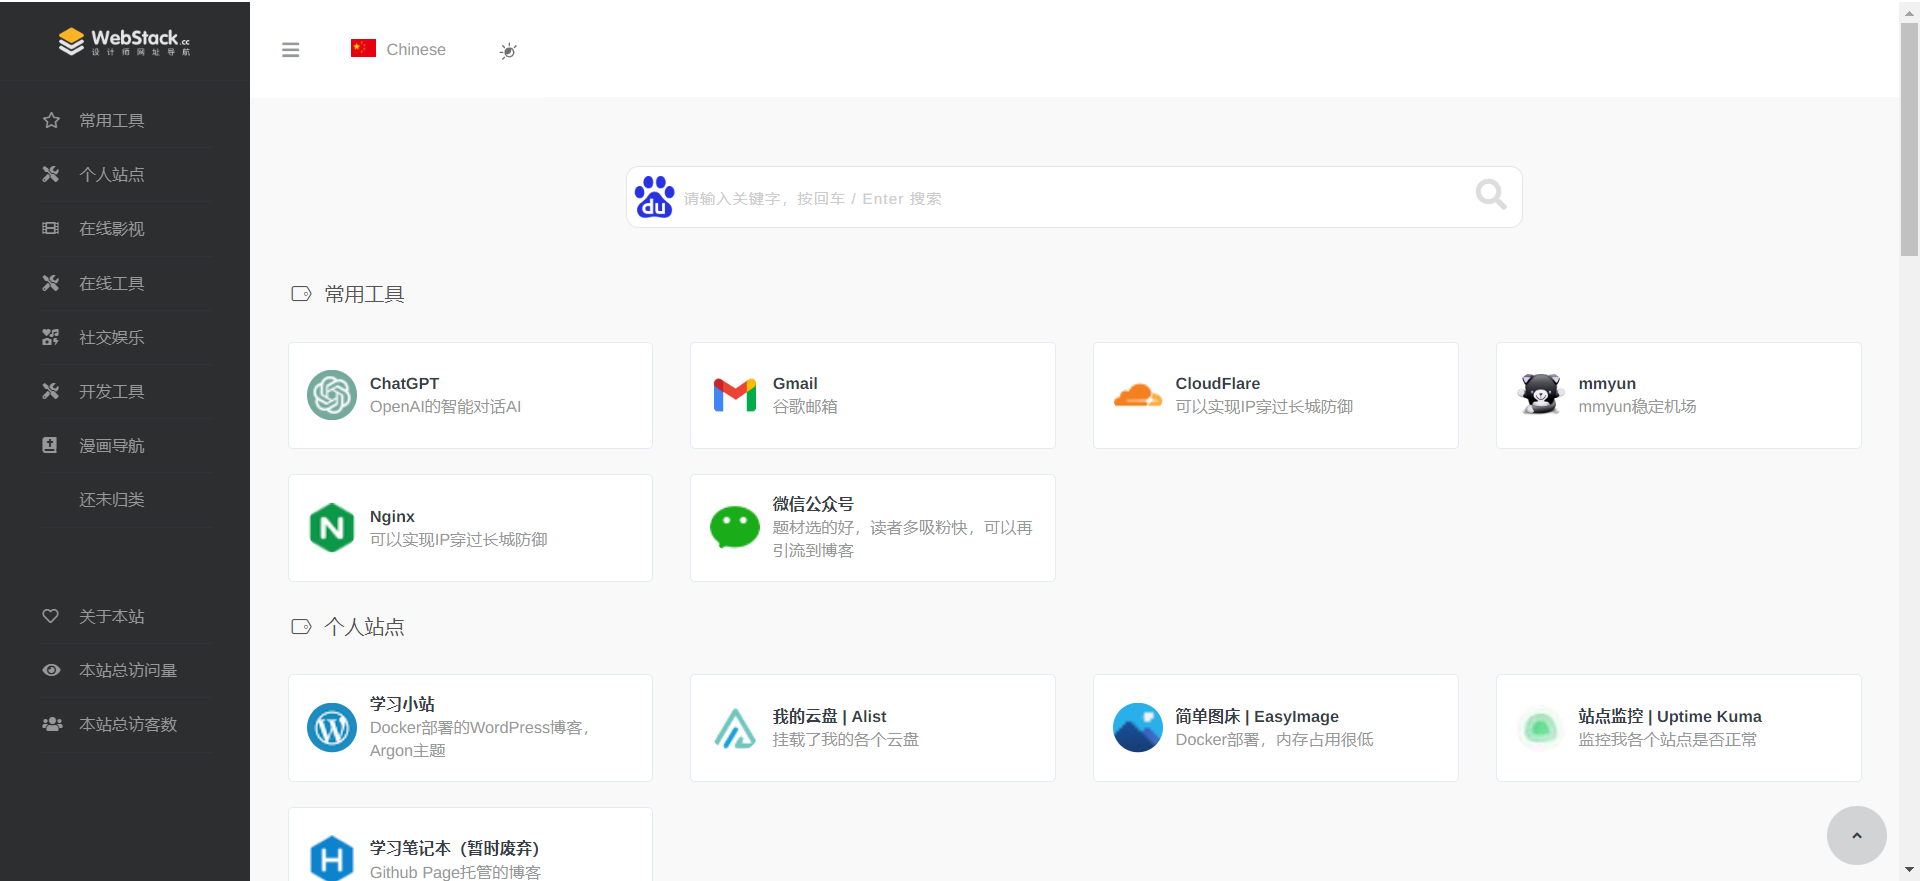 WebStack.cc
设计师网址导航
常用工具
个人站点
在线影视
在线工具
社交娱乐
开发工具
漫画导航
还未归类
关于本站
本站总访问量
本站总访客数
Chinese
du
请输入关键字，按回车 / Enter 搜索
常用工具
ChatGPT
OpenAI的智能对话AI
Gmail
谷歌邮箱
CloudFlare
可以实现IP穿过长城防御
mmyun
mmyun稳定机场
Nginx
可以实现IP穿过长城防御
微信公众号
题材选的好，读者多吸粉快，可以再
引流到博客
个人站点
学习小站
Docker部署的WordPress博客，
Argon主题
我的云盘 | Alist
挂载了我的各个云盘
简单图床 | EasyImage
Docker部署，内存占用很低
站点监控 | Uptime Kuma
监控我各个站点是否正常
学习笔记本（暂时废弃）
Github Page托管的博客